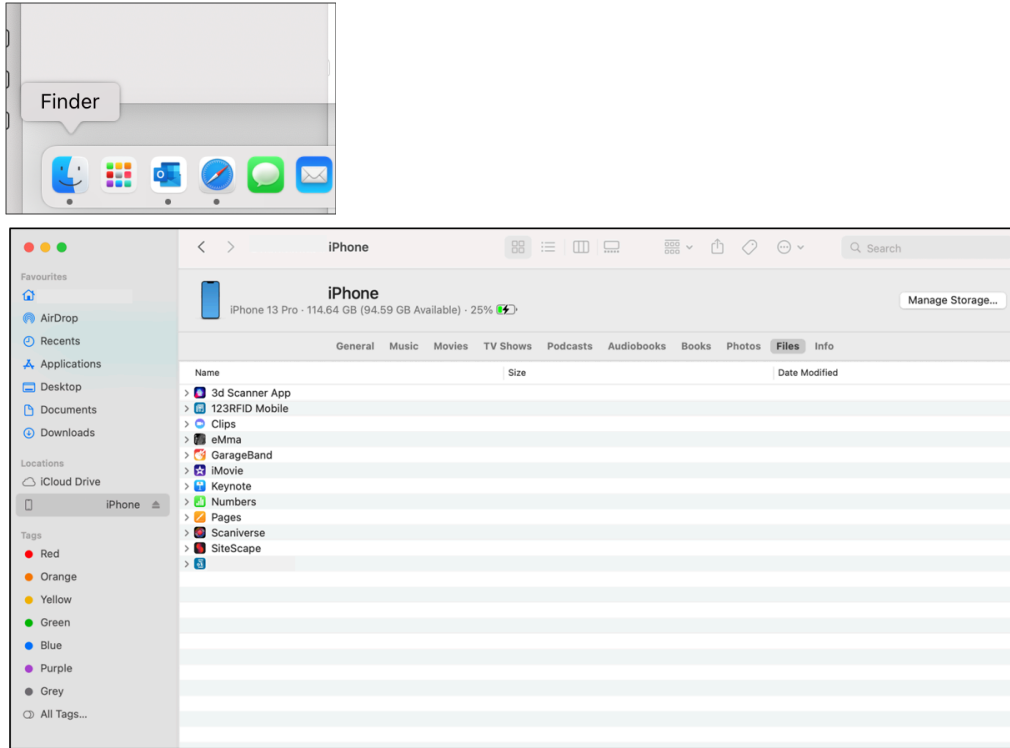 Finder
iPhone
Search
Favourites
AirDrop
Recents
Applications
Desktop
Documents
Downloads
Locations
iCloud Drive
iPhone
Tags
Red
Orange
Yellow
Green
Blue
Purple
Grey
All Tags...
iPhone
iPhone 13 Pro · 114.64 GB (94.59 GB Available) · 25%
Manage Storage...
General Music Movies TV Shows Podcasts Audiobooks Books Photos Files Info
Name Size Date Modified
3d Scanner App
123RFID Mobile
Clips
eMma
GarageBand
iMovie
Keynote
Numbers
Pages
Scaniverse
SiteScape